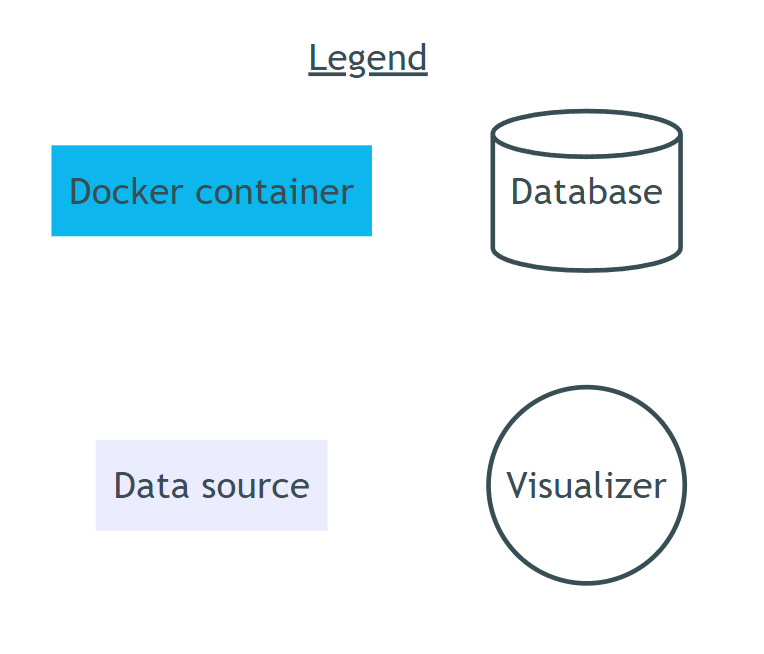 Legend
Docker container
Database
Data source
Visualizer